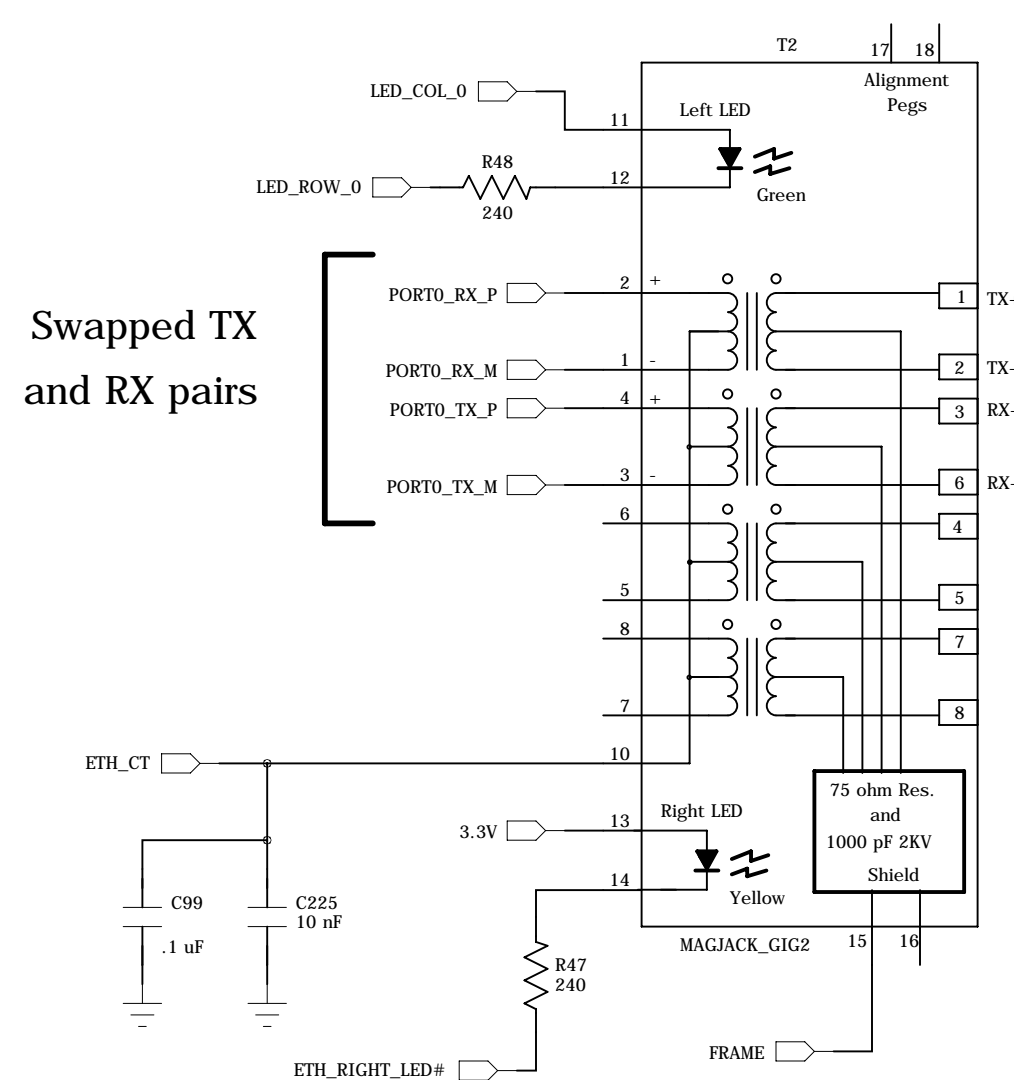 T2
17 18
Alignment
Pegs
LED_COL_0
11
Left LED
R48
LED_ROW_0
12
240
Green
Swapped TX
and RX pairs
PORT0_RX_P
2 +
1 TX-
PORT0_RX_M
1 -
2 TX-
PORT0_TX_P
4 +
3 RX-
PORT0_TX_M
3 -
6 RX-
6
4
5
5
8
7
7
8
ETH_CT
10
75 ohm Res.
and
1000 pF 2KV
Shield
3.3V
13
Right LED
14
Yellow
C99
.1 uF
C225
10 nF
MAGJACK_GIG2
15 16
R47
240
FRAME
ETH_RIGHT_LED#